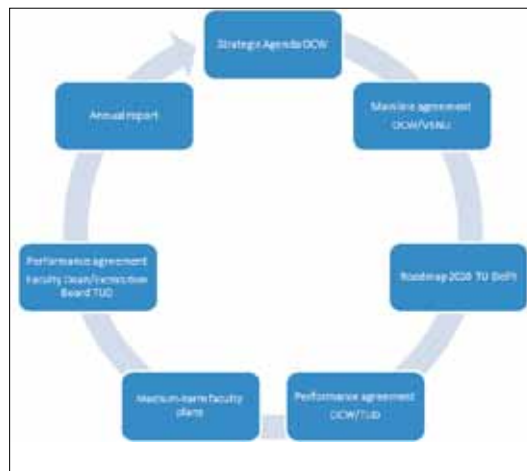 Strategic Agenda OCW
Mainline agreement
OCW/VSNU
Roadmap 2020 TU Delft
Performance agreement
OCW/TUD
Medium-term faculty
plans
Performance agreement
Faculty Dean/Executive
Board TUD
Annual report